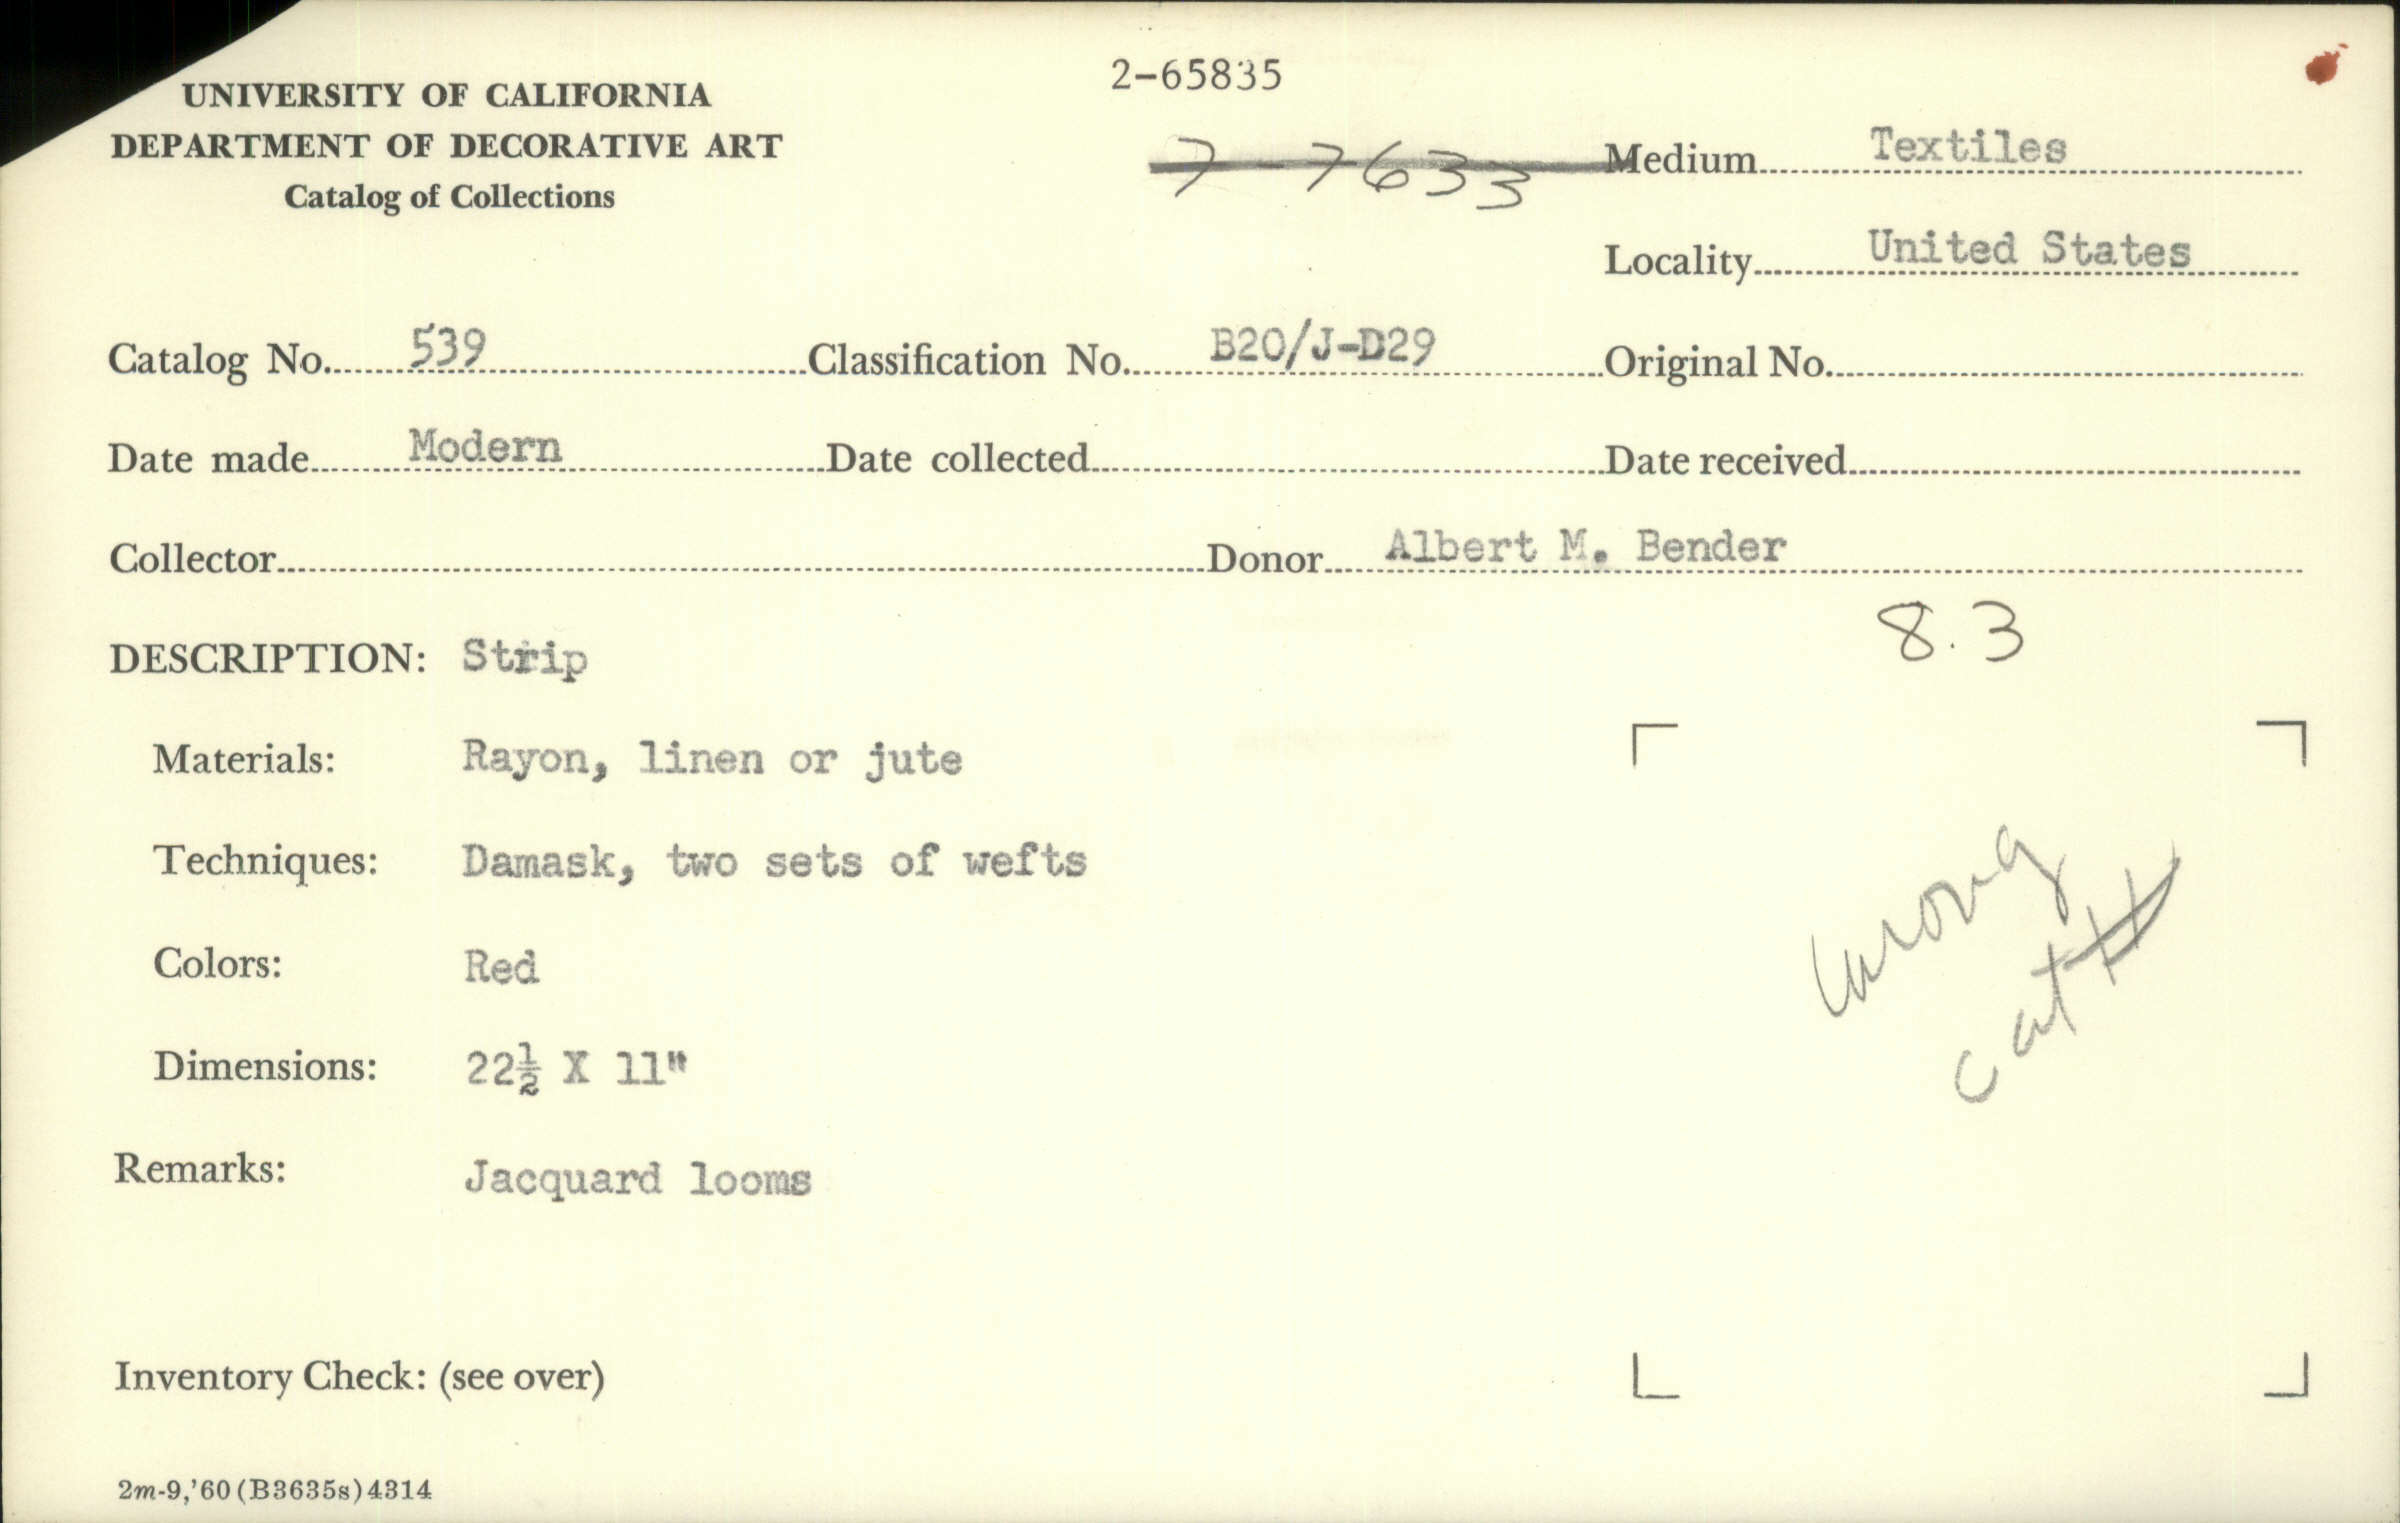 UNIVERSITY OF CALIFORNIA
DEPARTMENT OF DECORATIVE ART
Catalog of Collections
2-65835
7-7633
Medium Textiles
Locality United States
Catalog No. 539 Classification No. B20/J-D29 Original No.
Date made Modern Date collected Date received
Collector Donor Albert M. Bender
8.3
DESCRIPTION: Strip
Materials: Rayon, linen or jute
Techniques: Damask, two sets of wefts
Colors: Red
Dimensions: 22½ X 11"
Remarks: Jacquard looms
wrong
cat #
Inventory Check: (see over)
2m-9,'60(B3635s)4314